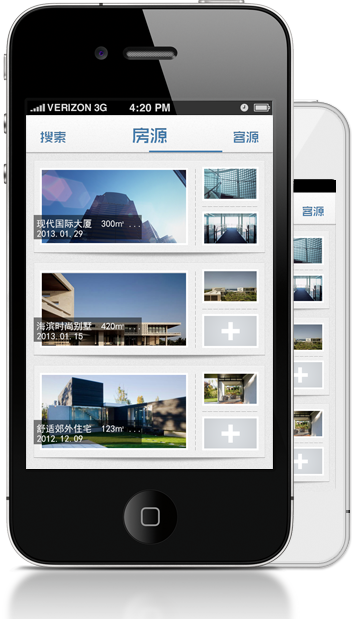 VERIZON 3G 4:20 PM
搜索 房源 客源
现代国际大厦 300㎡ ...
2013.01.29
海滨时尚别墅 420㎡ ...
2013.01.15
舒适郊外住宅 123㎡ ...
2012.12.09
客源